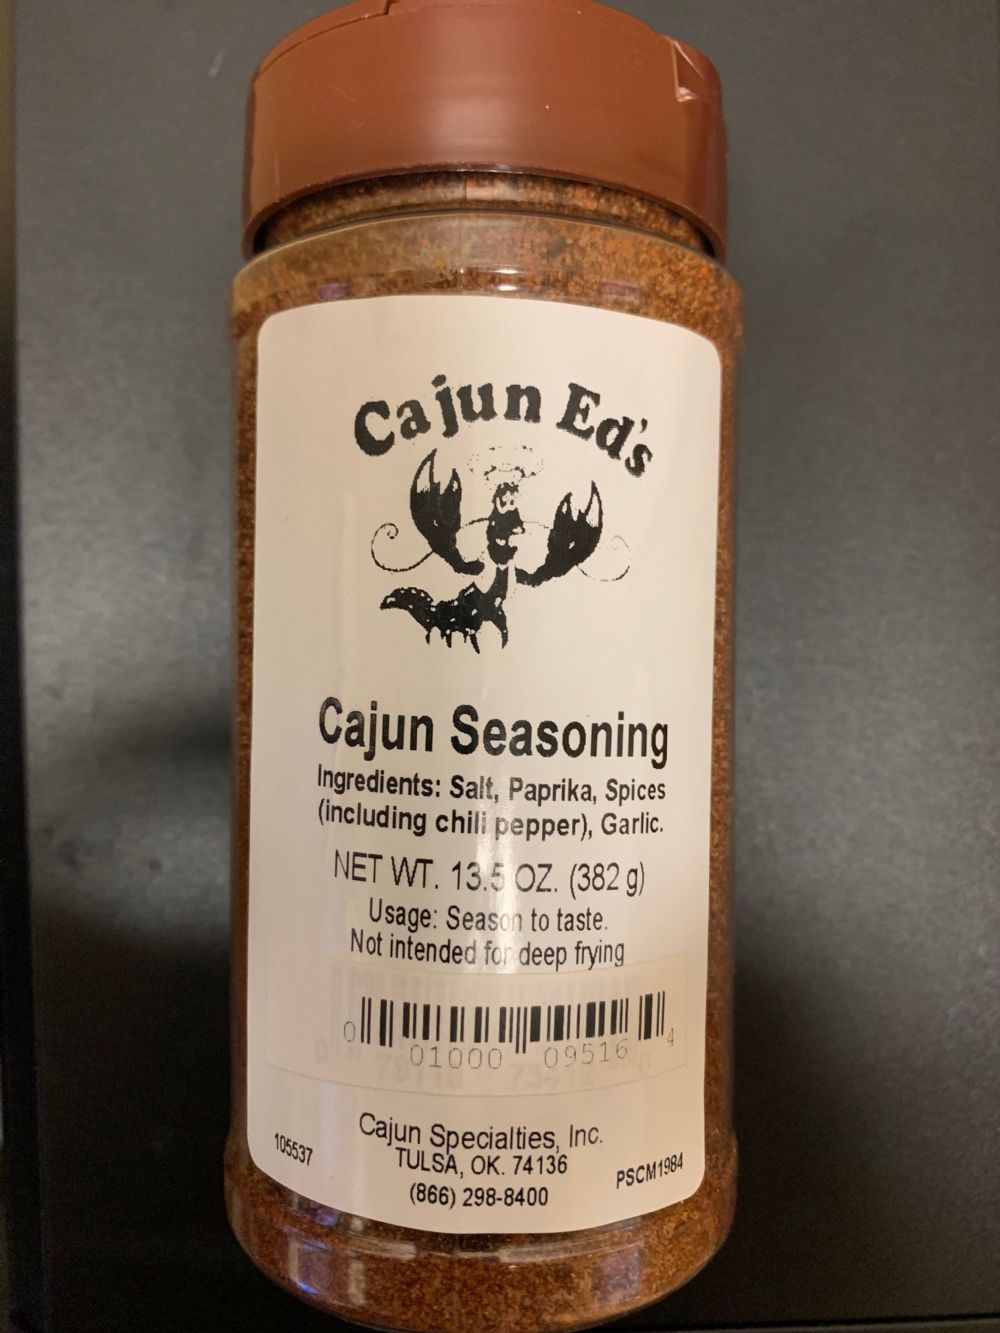 Cajun Ed's
Cajun Seasoning
Ingredients: Salt, Paprika, Spices
(including chili pepper), Garlic.
NET WT. 13.5 OZ. (382 g)
Usage: Season to taste.
Not intended for deep frying
0 01000 09516 4
Cajun Specialties, Inc.
TULSA, OK. 74136
(866) 298-8400
105537
PSCM1984